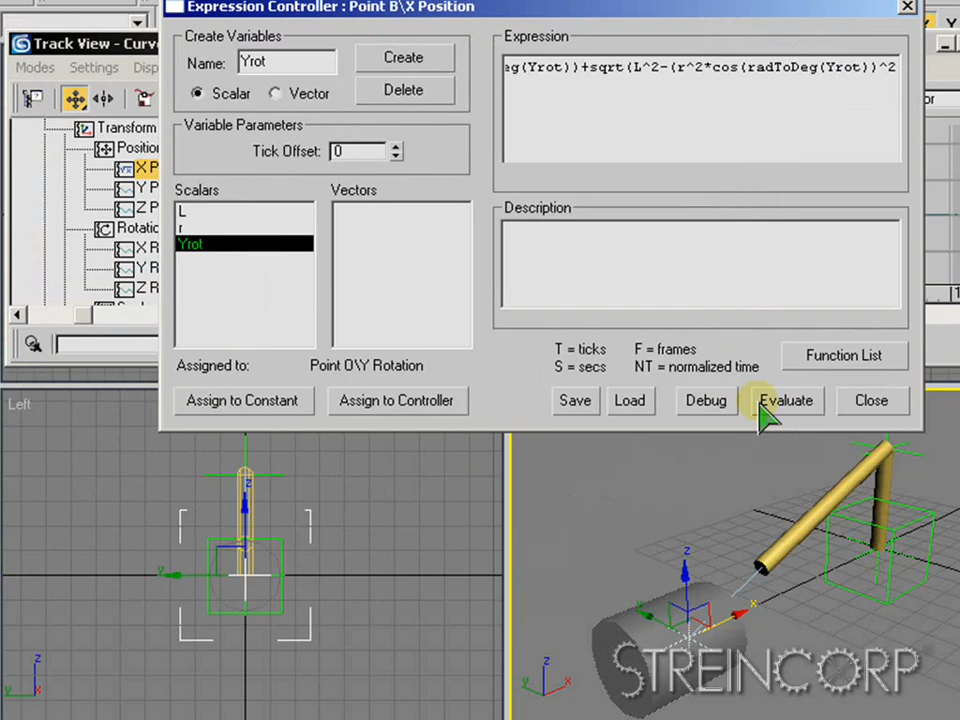 Expression Controller : Point B\X Position
Create Variables
Name: Yrot
Create
Scalar
Vector
Delete
Variable Parameters
Tick Offset: 0
Scalars
Vectors
L
r
Yrot
Assigned to: Point O\Y Rotation
Assign to Constant
Assign to Controller
Expression
eg(Yrot))+sqrt(L^2-(r^2*cos(radToDeg(Yrot))^2
Description
T = ticks
F = frames
S = secs
NT = normalized time
Function List
Save
Load
Debug
Evaluate
Close
Track View - Curv
Modes
Settings
Disp
Transform
Position
X P
Y P
Z P
Rotatio
X R
Y R
Z R
Left
z
y
z
y
x
z
y
x
z
y
x
STREINCORP